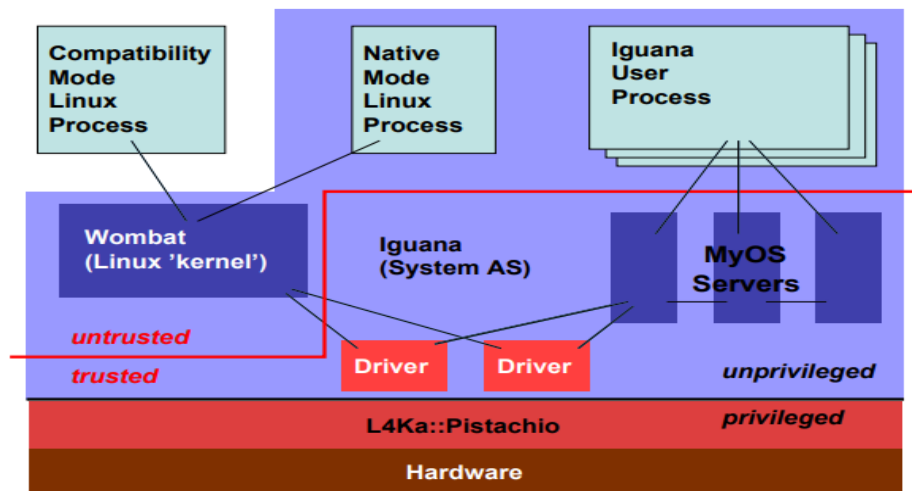 Compatibility
Mode
Linux
Process
Native
Mode
Linux
Process
Iguana
User
Process
Wombat
(Linux 'kernel')
Iguana
(System AS)
MyOS
Servers
untrusted
trusted
Driver
Driver
unprivileged
privileged
L4Ka::Pistachio
Hardware